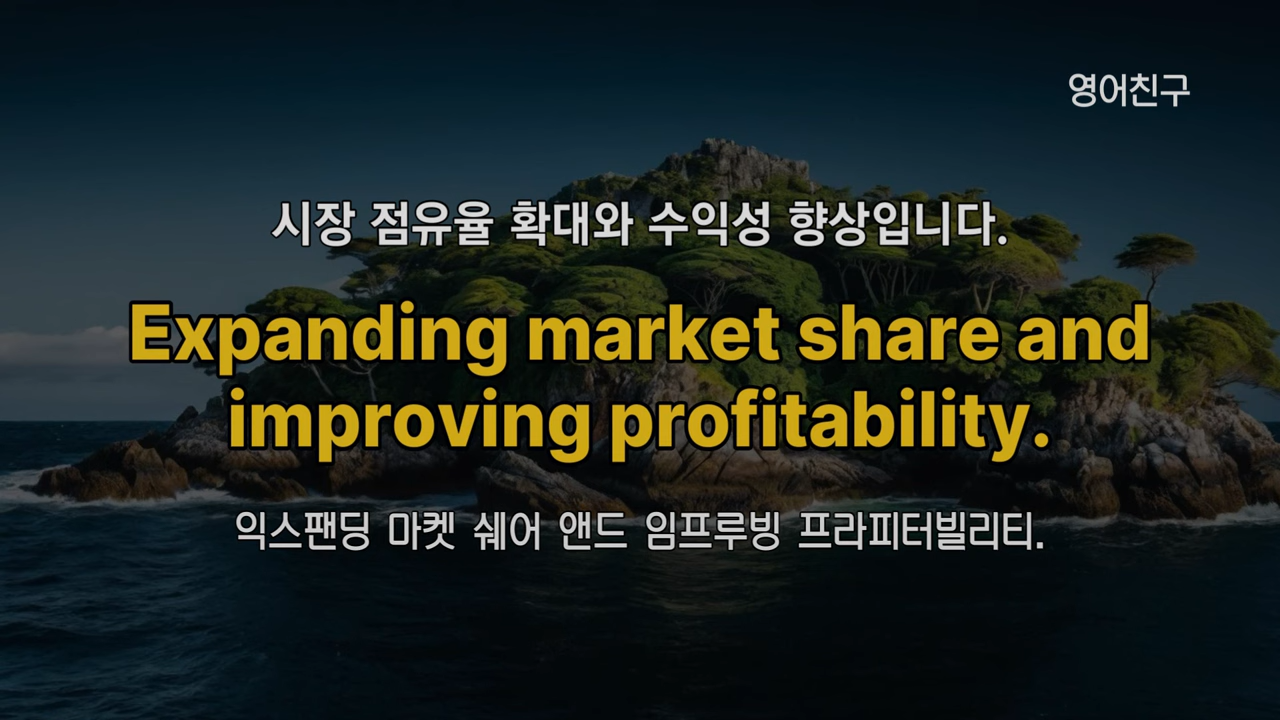 영어친구
시장 점유율 확대와 수익성 향상입니다.
Expanding market share and
improving profitability.
익스팬딩 마켓 쉐어 앤드 임프루빙 프라피터빌리티.